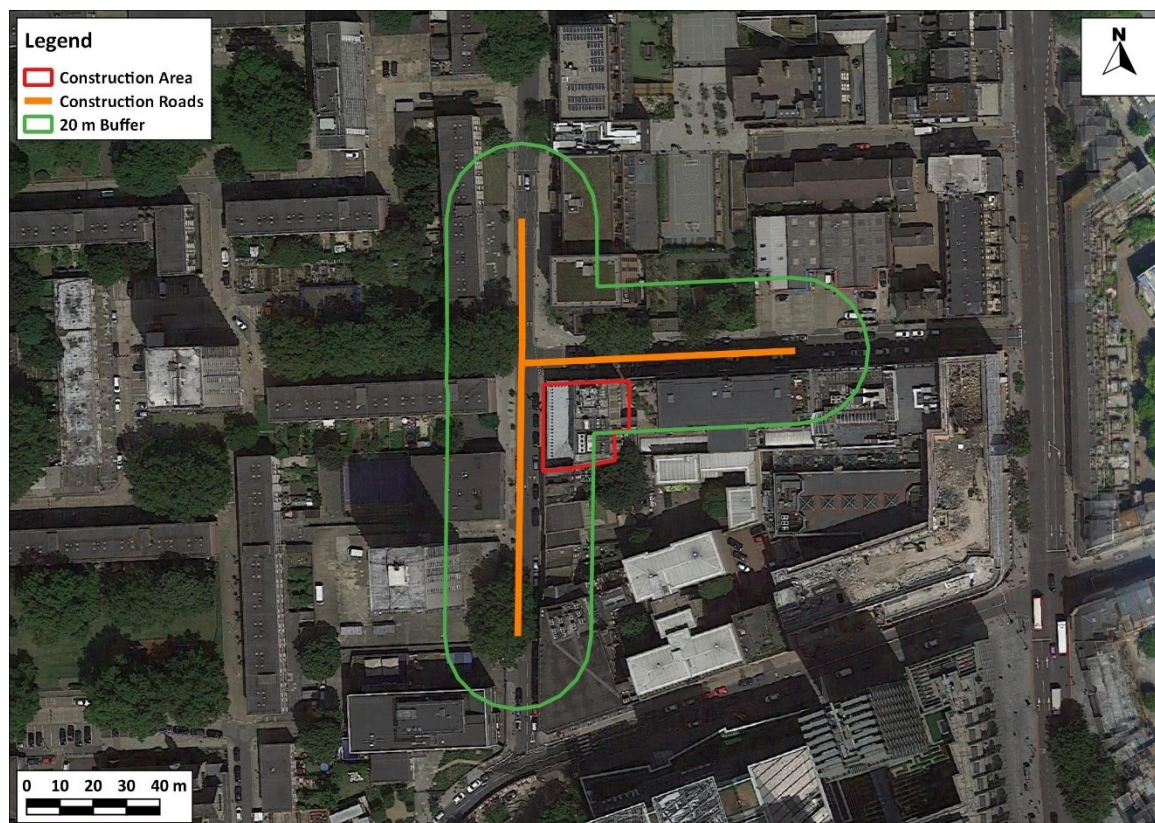 Legend
Construction Area
Construction Roads
20 m Buffer
N
0 10 20 30 40 m